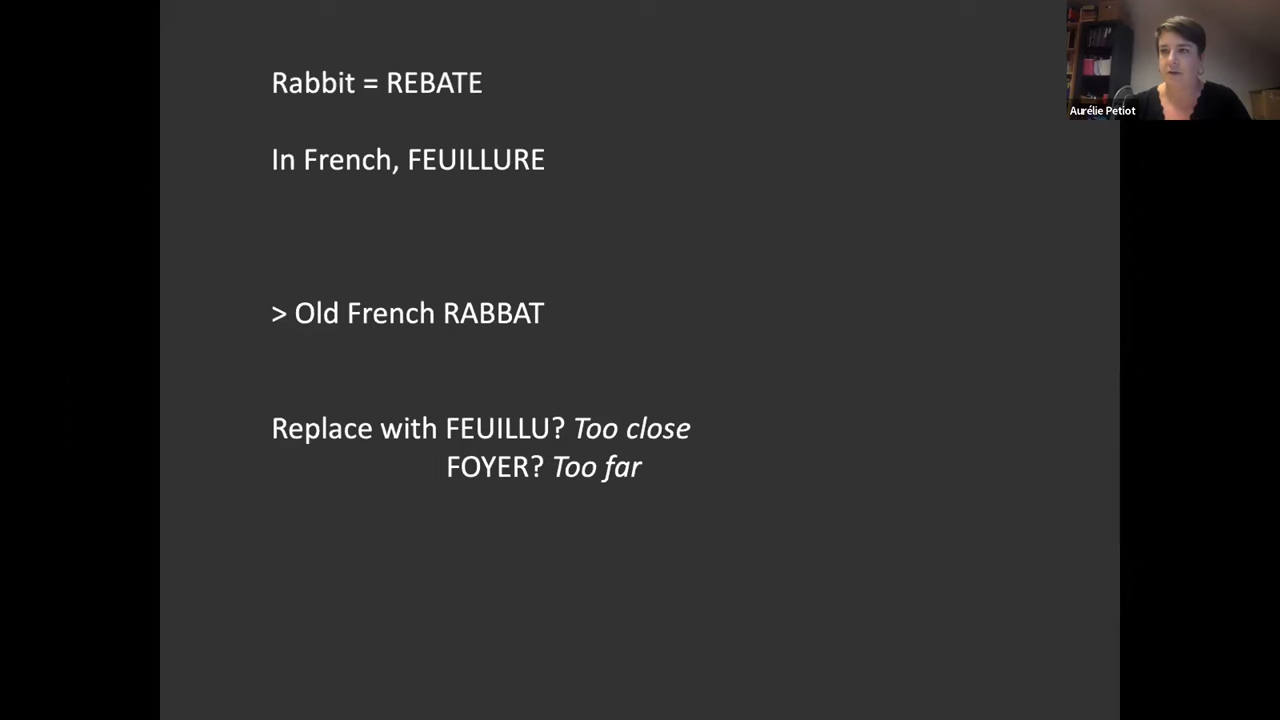 Rabbit = REBATE
In French, FEUILLURE
> Old French RABBAT
Replace with FEUILLU? Too close
FOYER? Too far
Aurélie Petiot